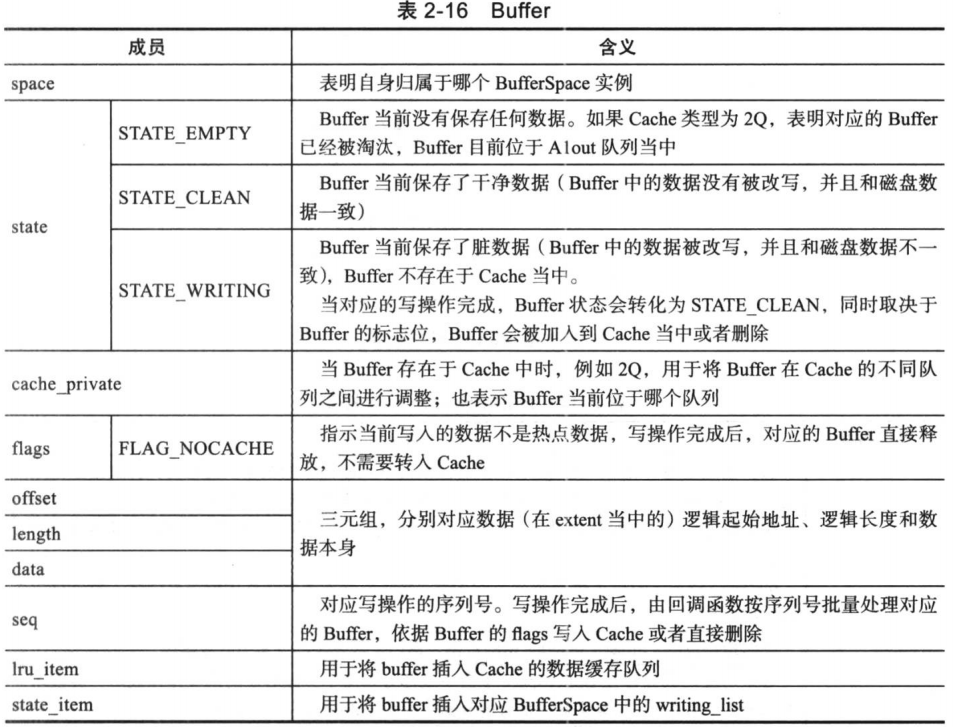 表 2-16 Buffer
成员 含义
space 表明自身归属于哪个 BufferSpace 实例
state STATE_EMPTY Buffer 当前没有保存任何数据。如果 Cache 类型为 2Q，表明对应的 Buffer
已经被淘汰，Buffer 目前位于 A1out 队列当中
STATE_CLEAN Buffer 当前保存了干净数据（Buffer 中的数据没有被改写，并且和磁盘数
据一致）
STATE_WRITING Buffer 当前保存了脏数据（Buffer 中的数据被改写，并且和磁盘数据不一
致），Buffer 不存在于 Cache 当中。
当对应的写操作完成，Buffer 状态会转化为 STATE_CLEAN，同时取决于
Buffer 的标志位，Buffer 会被加入到 Cache 当中或者删除
cache_private 当 Buffer 存在于 Cache 中时，例如 2Q，用于将 Buffer 在 Cache 的不同队
列之间进行调整；也表示 Buffer 当前位于哪个队列
flags FLAG_NOCACHE 指示当前写入的数据不是热点数据，写操作完成后，对应的 Buffer 直接释
放，不需要转入 Cache
offset
length
data
三元组，分别对应数据（在 extent 当中的）逻辑起始地址、逻辑长度和数
据本身
seq 对应写操作的序列号。写操作完成后，由回调函数按序列号批量处理对应
的 Buffer，依据 Buffer 的 flags 写入 Cache 或者直接删除
lru_item 用于将 buffer 插入 Cache 的数据缓存队列
state_item 用于将 buffer 插入对应 BufferSpace 中的 writing_list